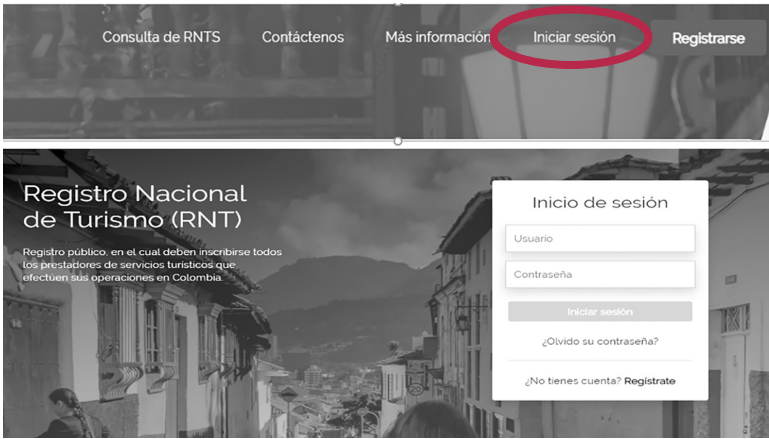 Consulta de RNTS Contáctenos Más información Iniciar sesión Registrarse
Registro Nacional
de Turismo (RNT)
Registro público, en el cual deben inscribirse todos
los prestadores de servicios turísticos que
efectúen sus operaciones en Colombia.
Inicio de sesión
Usuario
Contraseña
Iniciar sesión
¿Olvido su contraseña?
¿No tienes cuenta? Regístrate